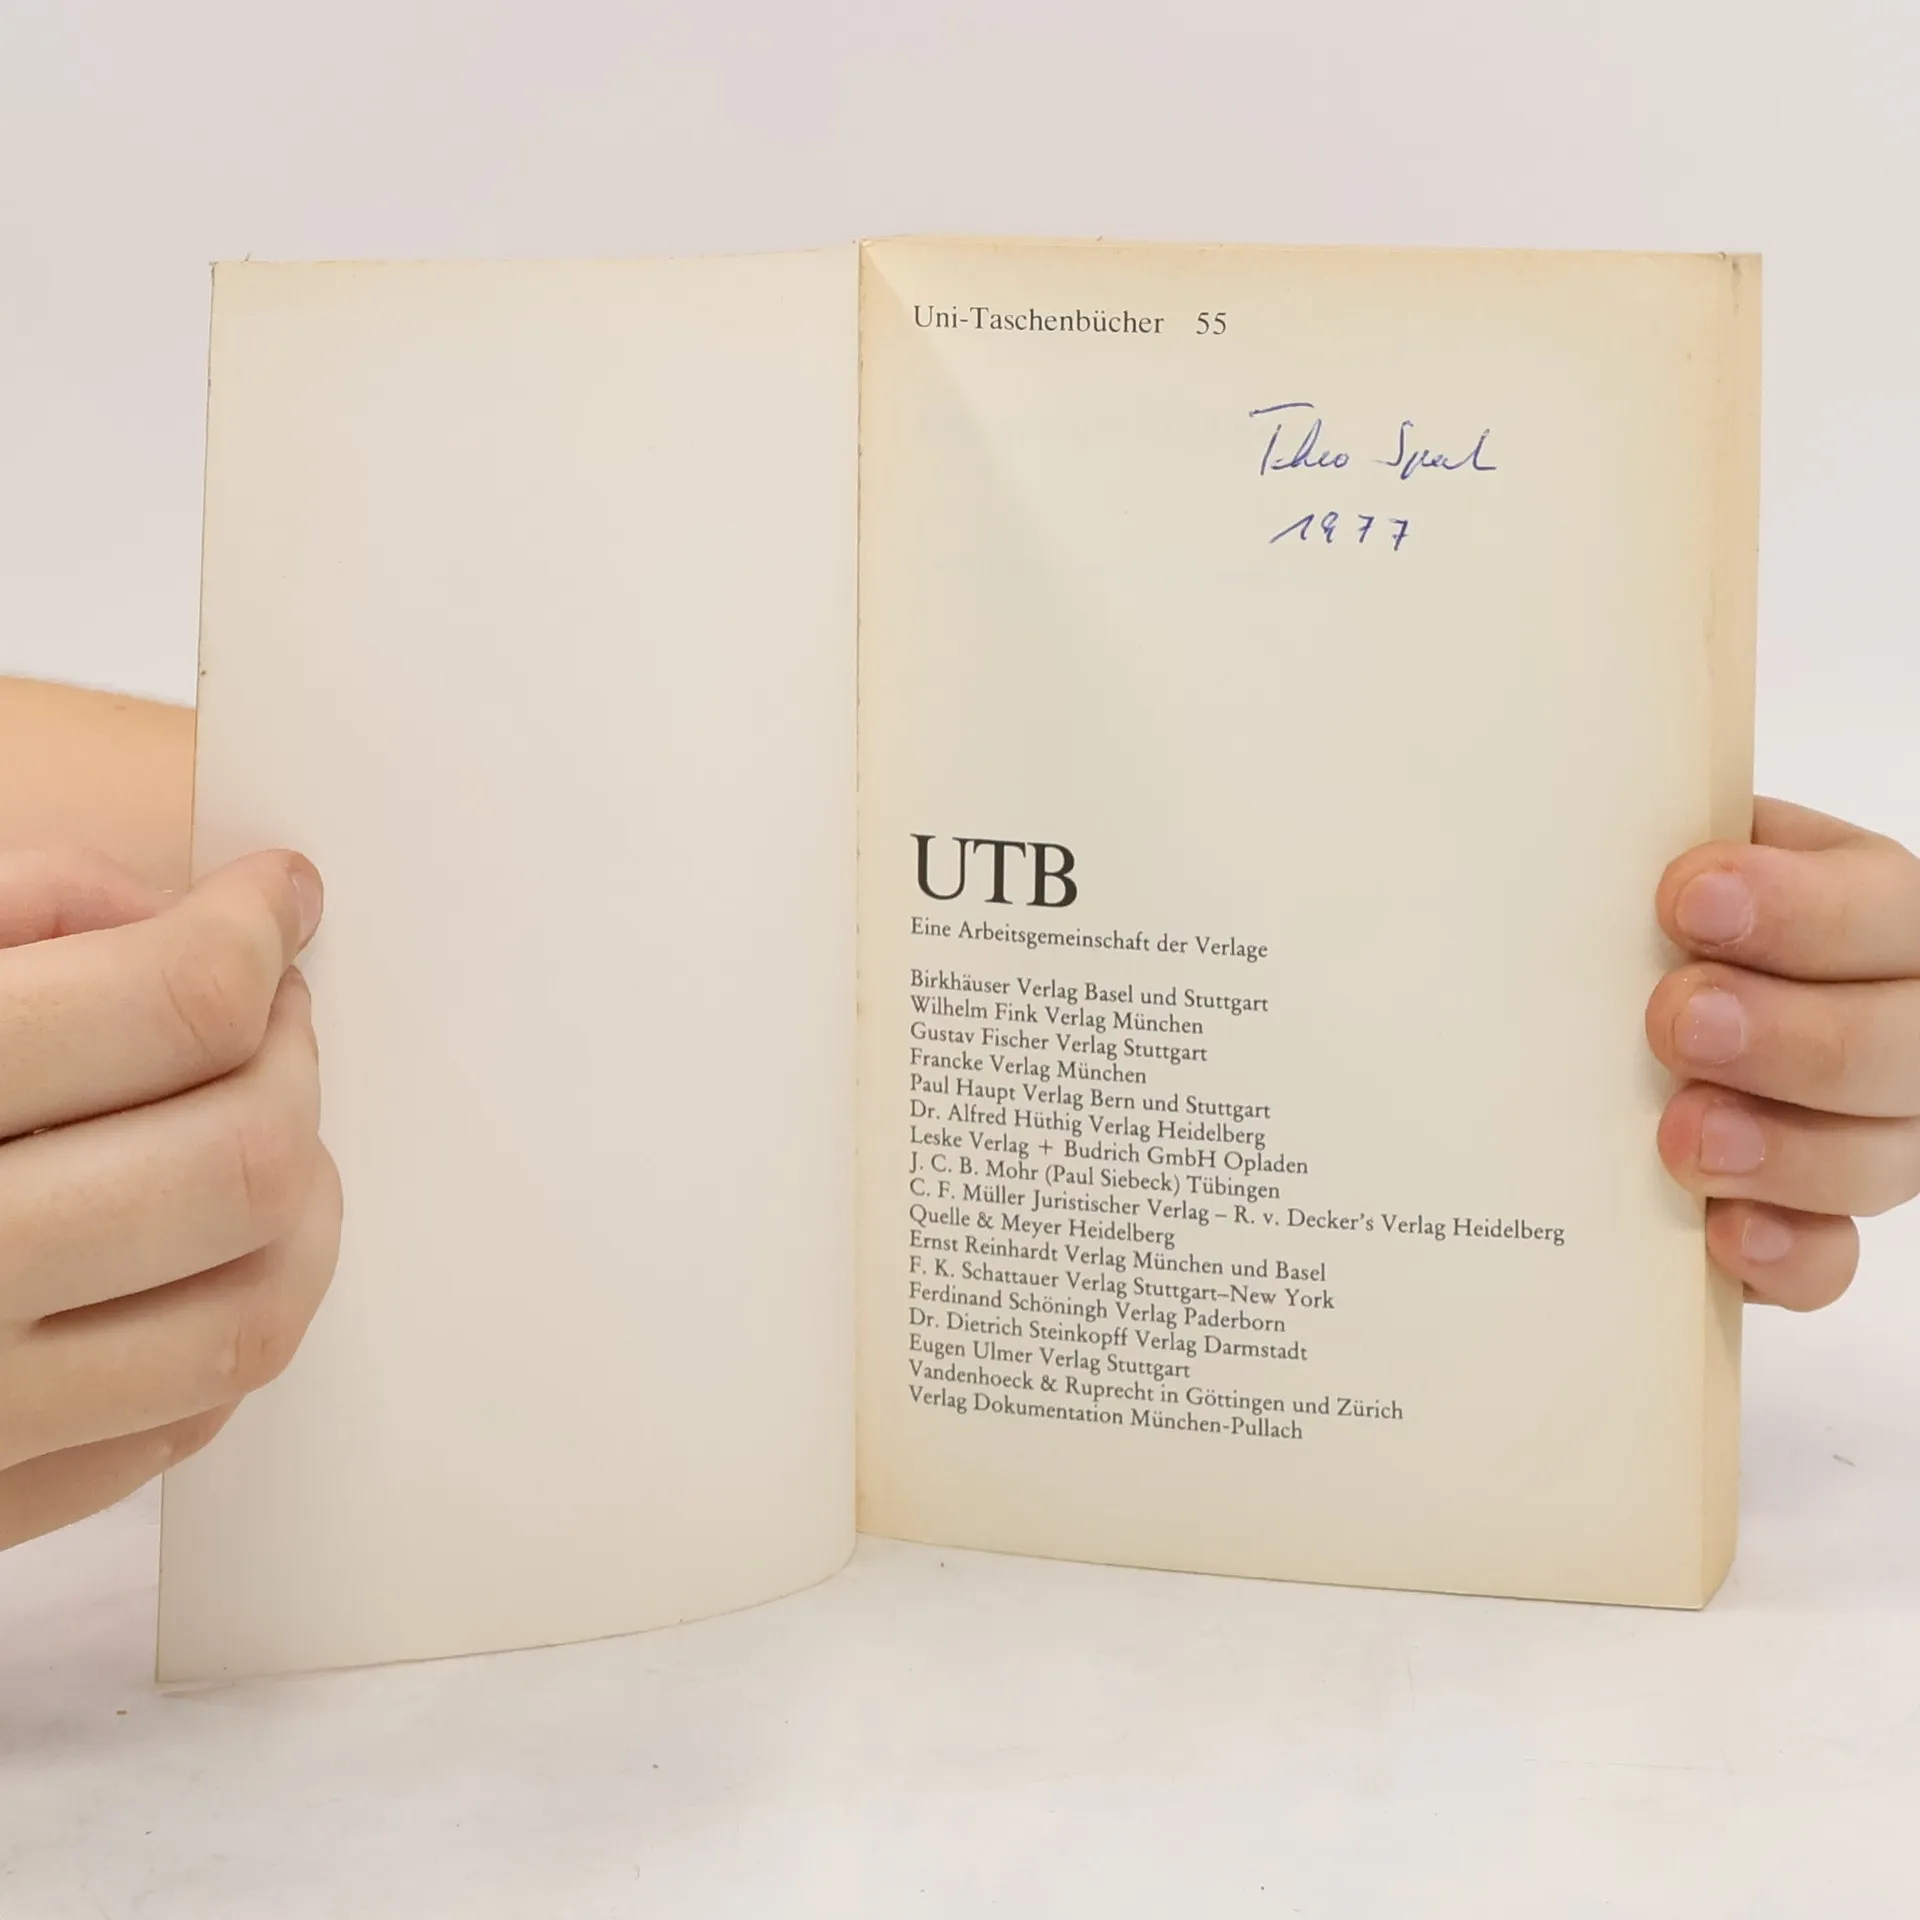 Uni-Taschenbücher 55
Theo
1977
UTB
Eine Arbeitsgemeinschaft der Verlage
Birkhäuser Verlag Basel und Stuttgart
Wilhelm Fink Verlag München
Gustav Fischer Verlag Stuttgart
Francke Verlag München
Paul Haupt Verlag Bern und Stuttgart
Dr. Alfred Hüthig Verlag Heidelberg
Leske Verlag + Budrich GmbH Opladen
J. C. B. Mohr (Paul Siebeck) Tübingen
C. F. Müller Juristischer Verlag – R. v. Decker's Verlag Heidelberg
Quelle & Meyer Heidelberg
Ernst Reinhardt Verlag München und Basel
F. K. Schattauer Verlag Stuttgart–New York
Ferdinand Schöningh Verlag Paderborn
Dr. Dietrich Steinkopff Verlag Darmstadt
Eugen Ulmer Verlag Stuttgart
Vandenhoeck & Ruprecht in Göttingen und Zürich
Verlag Dokumentation München-Pullach